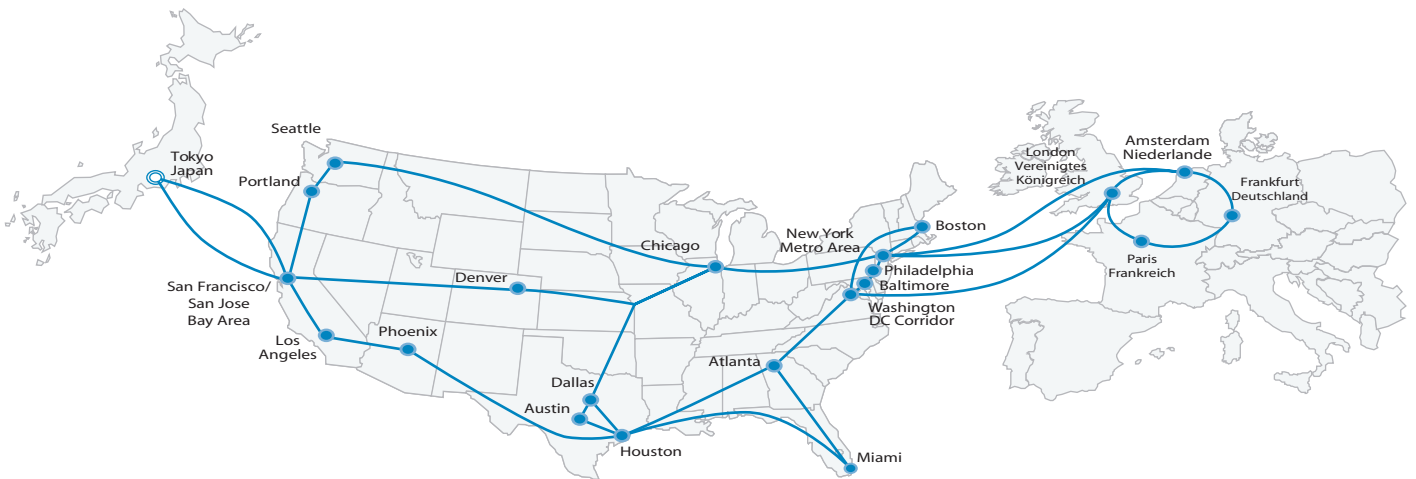 Tokyo
Japan
Seattle
Portland
San Francisco/
San Jose
Bay Area
Los
Angeles
Phoenix
Denver
Dallas
Austin
Houston
Chicago
Atlanta
Miami
New York
Metro Area
Boston
Philadelphia
Baltimore
Washington
DC Corridor
London
Vereinigtes
Königreich
Amsterdam
Niederlande
Frankfurt
Deutschland
Paris
Frankreich